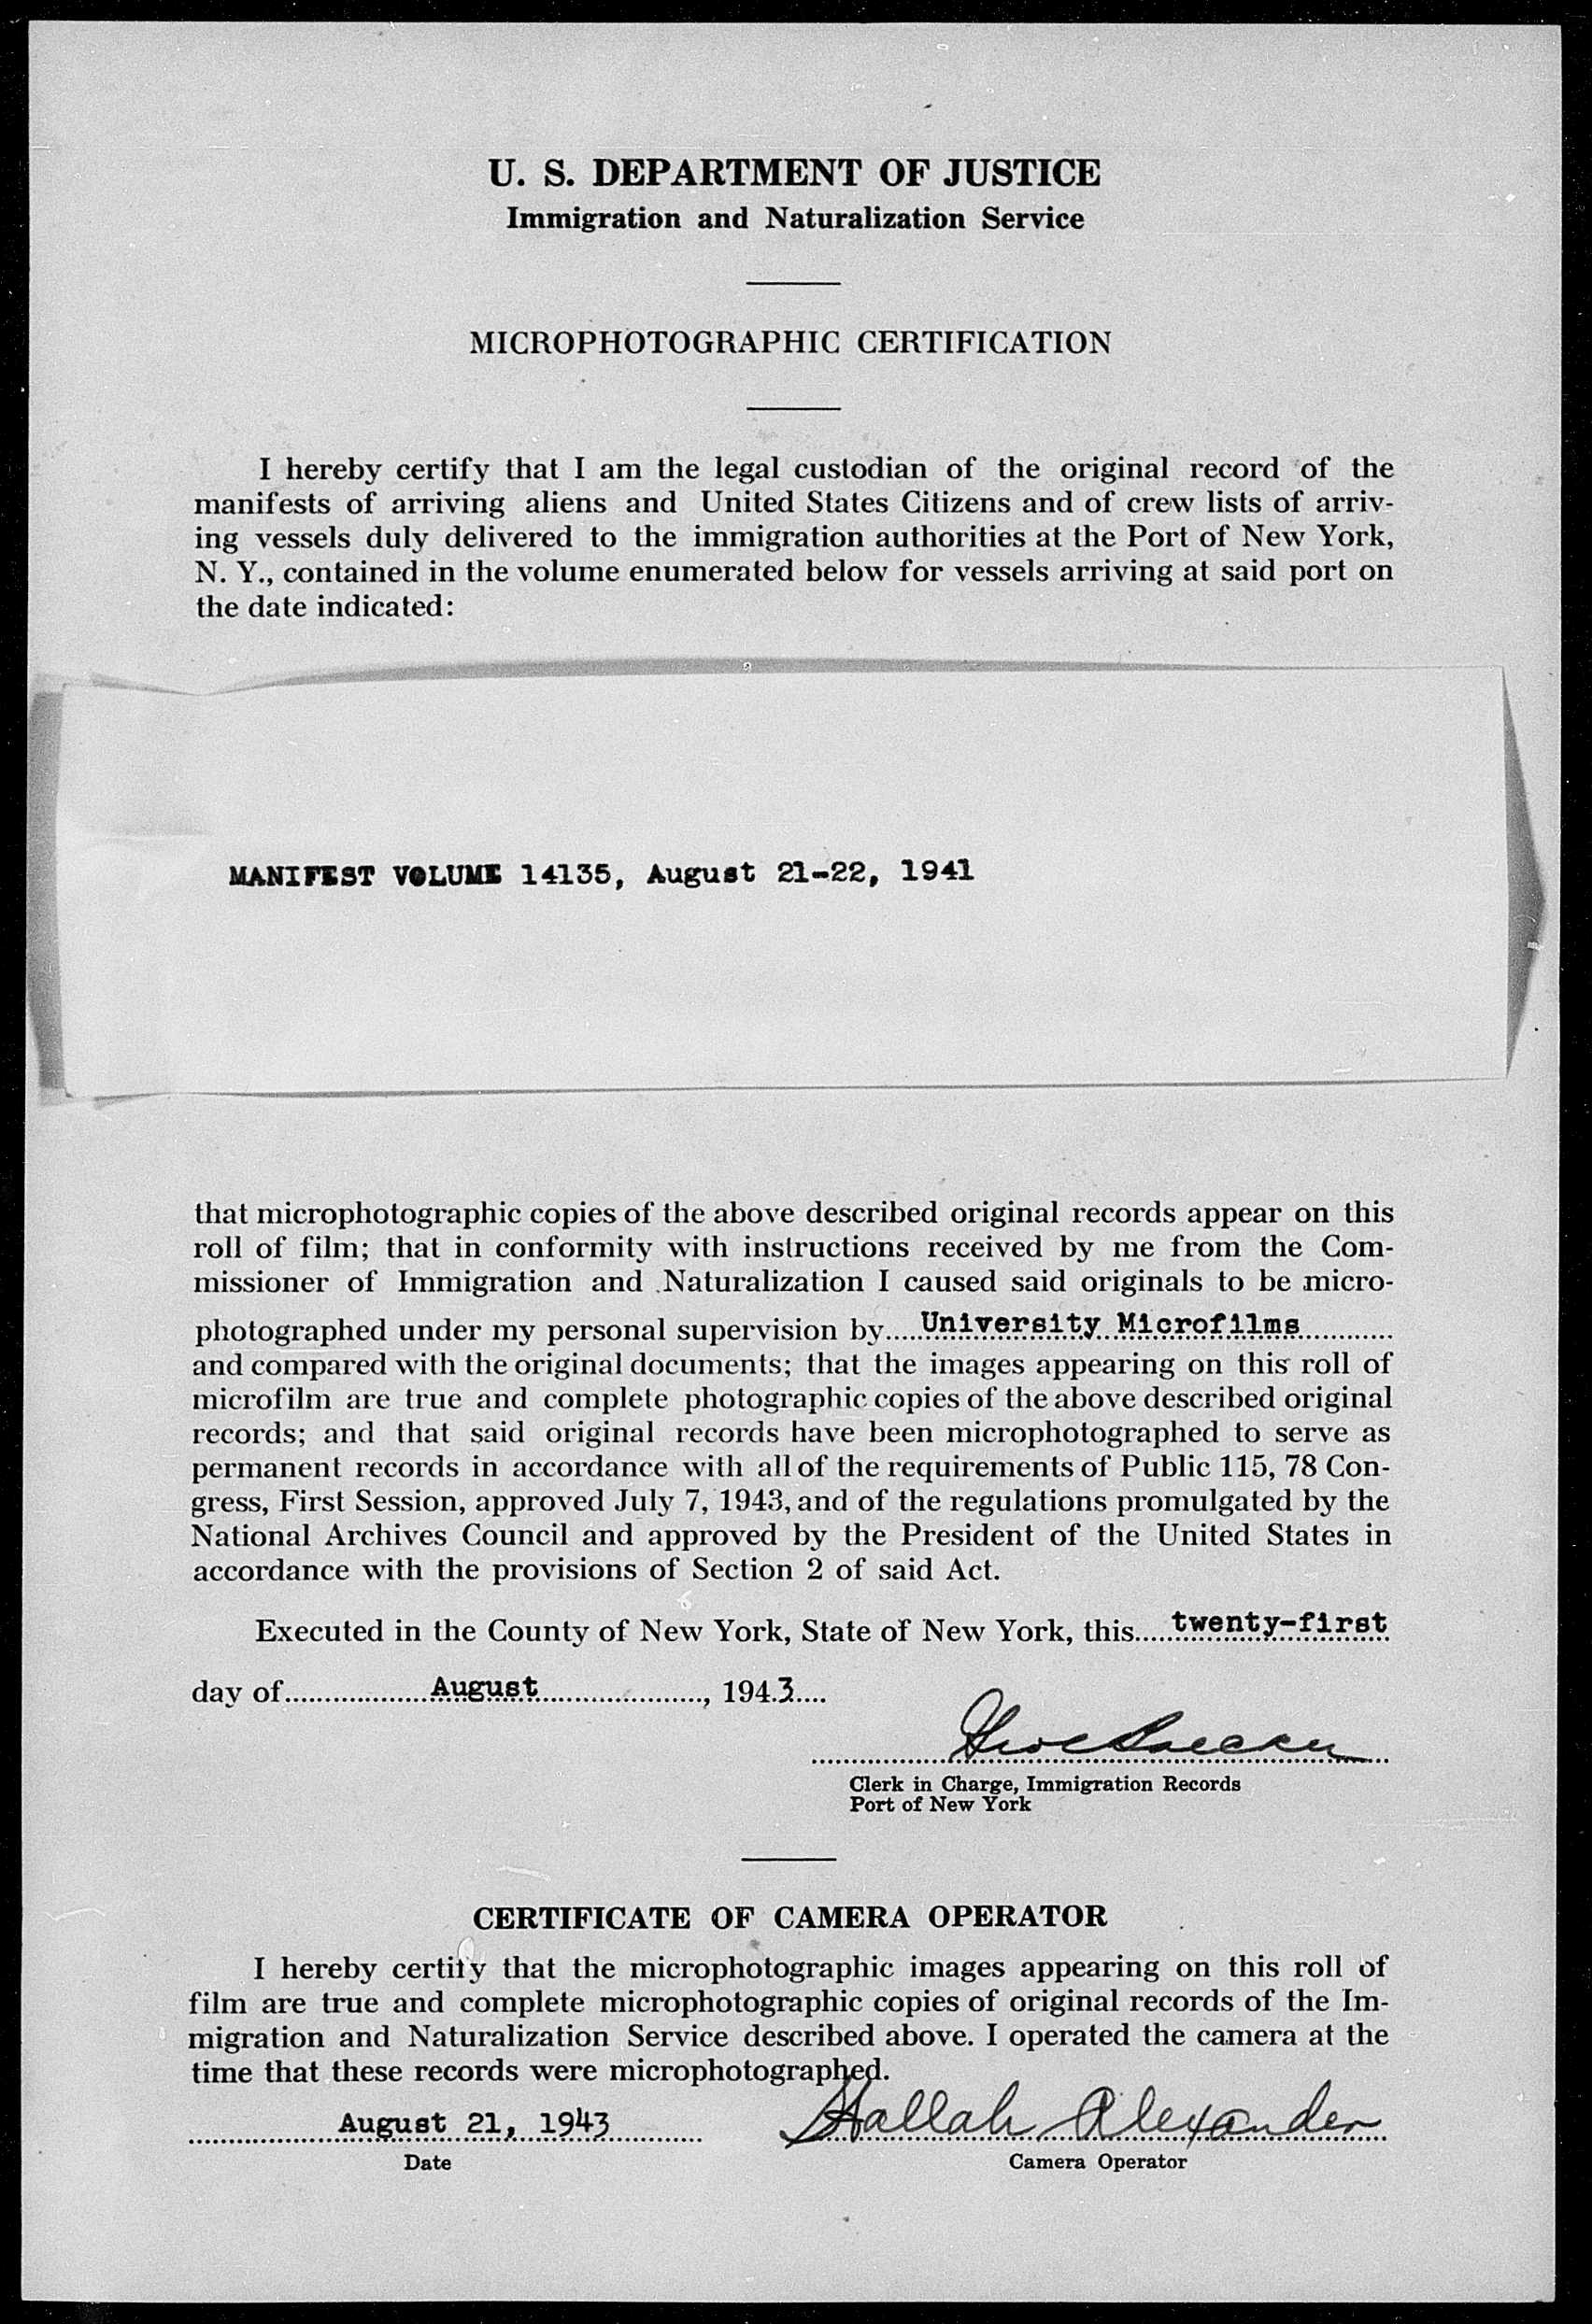 U. S. DEPARTMENT OF JUSTICE
Immigration and Naturalization Service
MICROPHOTOGRAPHIC CERTIFICATION
I hereby certify that I am the legal custodian of the original record of the
manifests of arriving aliens and United States Citizens and of crew lists of arriv-
ing vessels duly delivered to the immigration authorities at the Port of New York,
N. Y., contained in the volume enumerated below for vessels arriving at said port on
the date indicated:
MANIFEST VOLUME 14135, August 21-22, 1941
that microphotographic copies of the above described original records appear on this
roll of film; that in conformity with instructions received by me from the Com-
missioner of Immigration and Naturalization I caused said originals to be micro-
photographed under my personal supervision by University Microfilms
and compared with the original documents; that the images appearing on this roll of
microfilm are true and complete photographic copies of the above described original
records; and that said original records have been microphotographed to serve as
permanent records in accordance with all of the requirements of Public 115, 78 Con-
gress, First Session, approved July 7, 1943, and of the regulations promulgated by the
National Archives Council and approved by the President of the United States in
accordance with the provisions of Section 2 of said Act.
Executed in the County of New York, State of New York, this twenty-first
day of August, 1943
Clerk in Charge, Immigration Records
Port of New York
CERTIFICATE OF CAMERA OPERATOR
I hereby certify that the microphotographic images appearing on this roll of
film are true and complete microphotographic copies of original records of the Im-
migration and Naturalization Service described above. I operated the camera at the
time that these records were microphotographed.
August 21, 1943 Hallah Alexander
Date Camera Operator